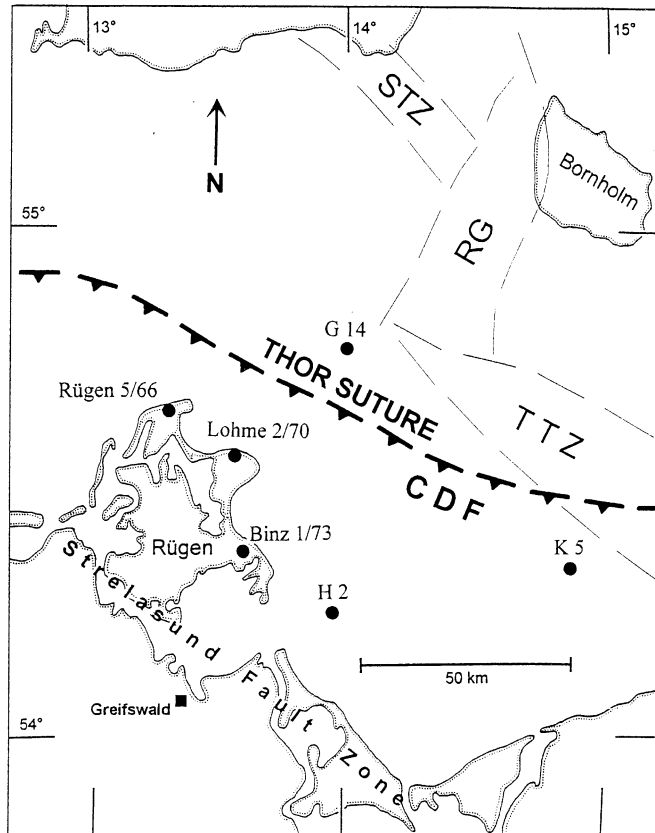 13°
14°
15°
STZ
Bornholm
N
RG
55°
G 14
THOR SUTURE
Rügen 5/66
TTZ
Lohme 2/70
CDF
Binz 1/73
Rügen
K 5
H 2
Strelasund Fault Zone
50 km
Greifswald
54°